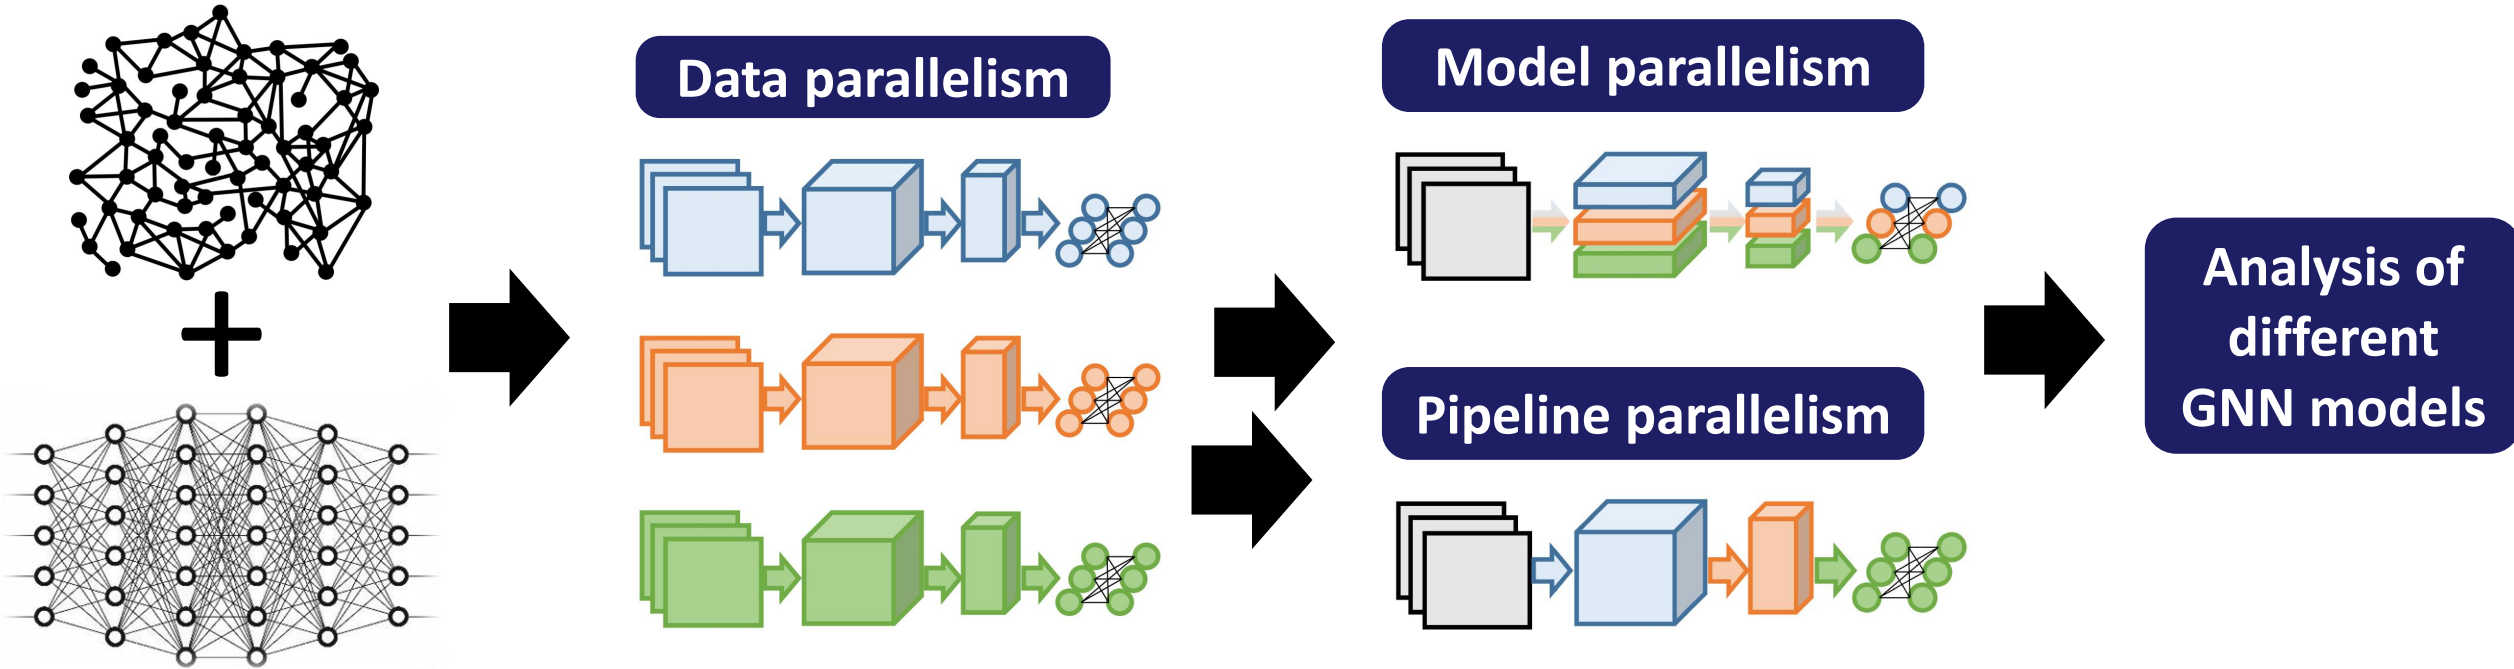 Data parallelism
Model parallelism
Pipeline parallelism
Analysis of
different
GNN models